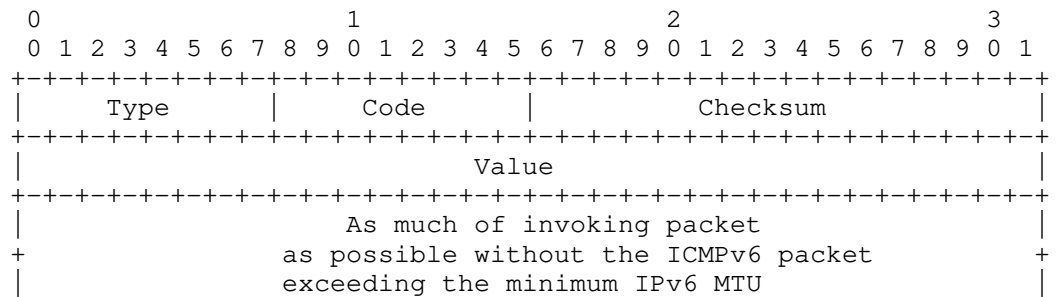 0                   1                   2                   3
 0 1 2 3 4 5 6 7 8 9 0 1 2 3 4 5 6 7 8 9 0 1 2 3 4 5 6 7 8 9 0 1
+-+-+-+-+-+-+-+-+-+-+-+-+-+-+-+-+-+-+-+-+-+-+-+-+-+-+-+-+-+-+-+-+
|     Type      |     Code      |          Checksum             |
+-+-+-+-+-+-+-+-+-+-+-+-+-+-+-+-+-+-+-+-+-+-+-+-+-+-+-+-+-+-+-+-+
|                            Value                              |
+-+-+-+-+-+-+-+-+-+-+-+-+-+-+-+-+-+-+-+-+-+-+-+-+-+-+-+-+-+-+-+-+
|                    As much of invoking packet                 |
+                as possible without the ICMPv6 packet          +
|                exceeding the minimum IPv6 MTU                 |